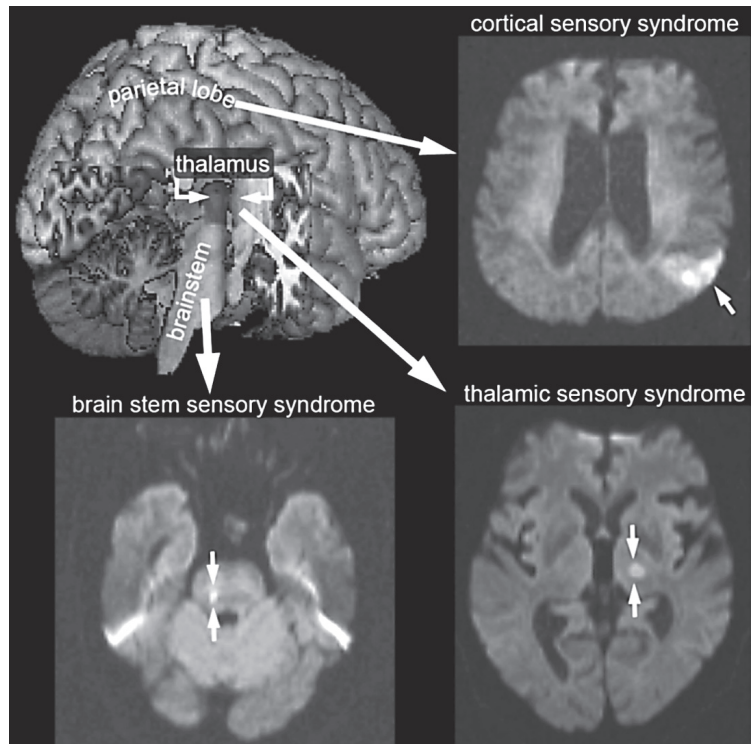 cortical sensory syndrome
parietal lobe
thalamus
brainstem
brain stem sensory syndrome
thalamic sensory syndrome